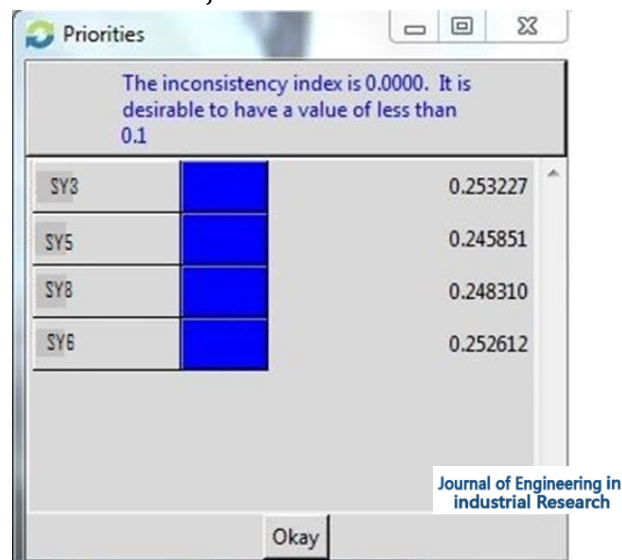 Priorities
The inconsistency index is 0.0000. It is
desirable to have a value of less than
0.1
SY3 0.253227
SY5 0.245851
SY8 0.248310
SY6 0.252612
Journal of Engineering in
industrial Research
Okay